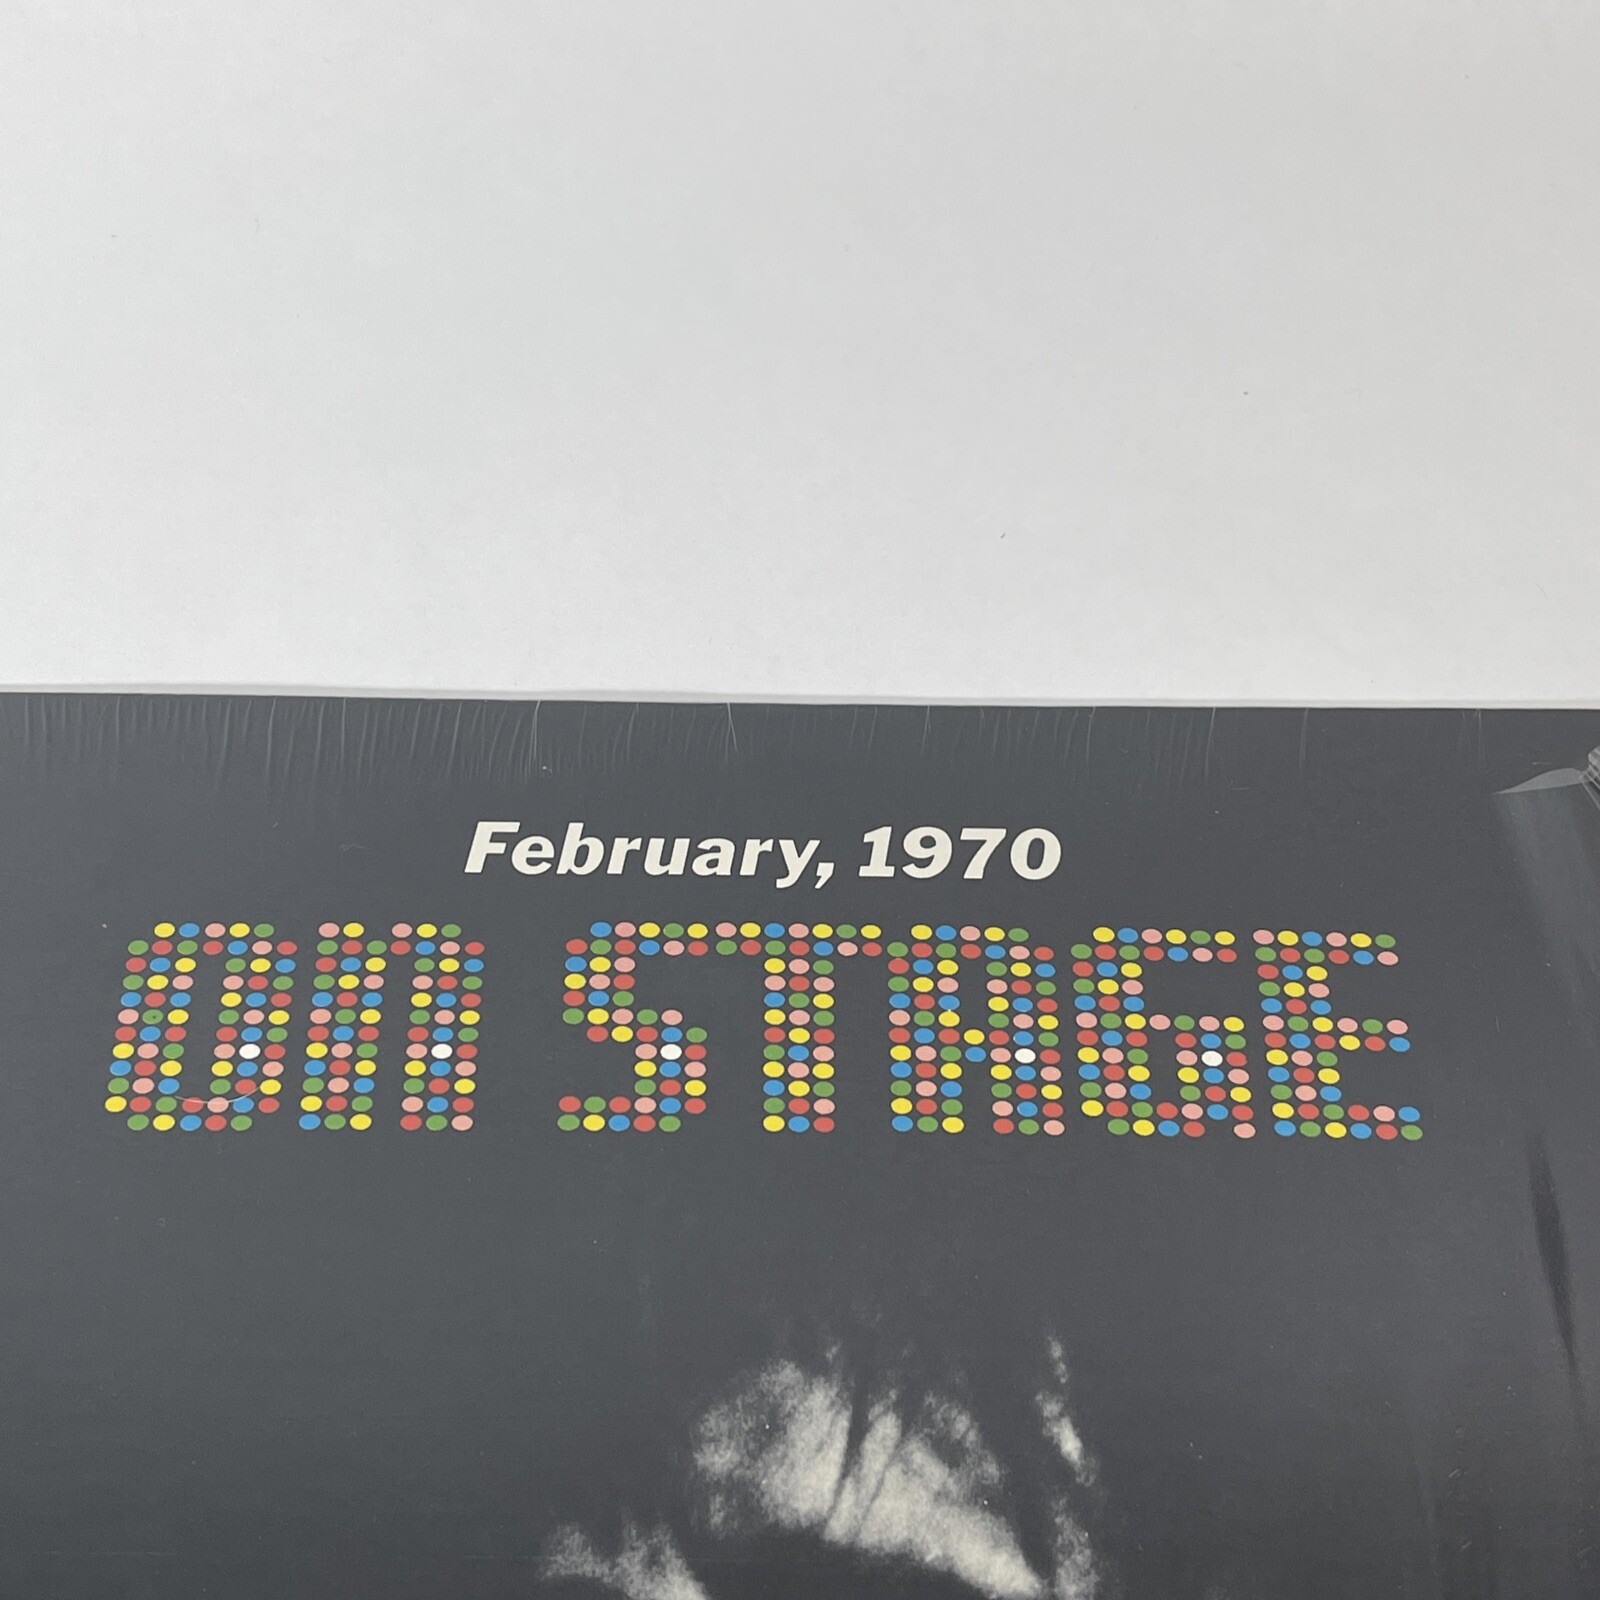 February, 1970
ON STAGE